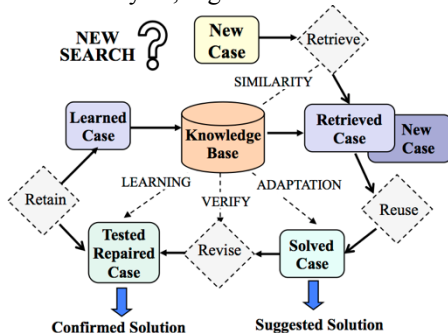 NEW
SEARCH ?
New
Case
Retrieve
SIMILARITY
Learned
Case
Knowledge
Base
Retrieved
Case
New
Case
Retain
LEARNING
ADAPTATION
VERIFY
Reuse
Tested
Repaired
Case
Revise
Solved
Case
Confirmed Solution
Suggested Solution